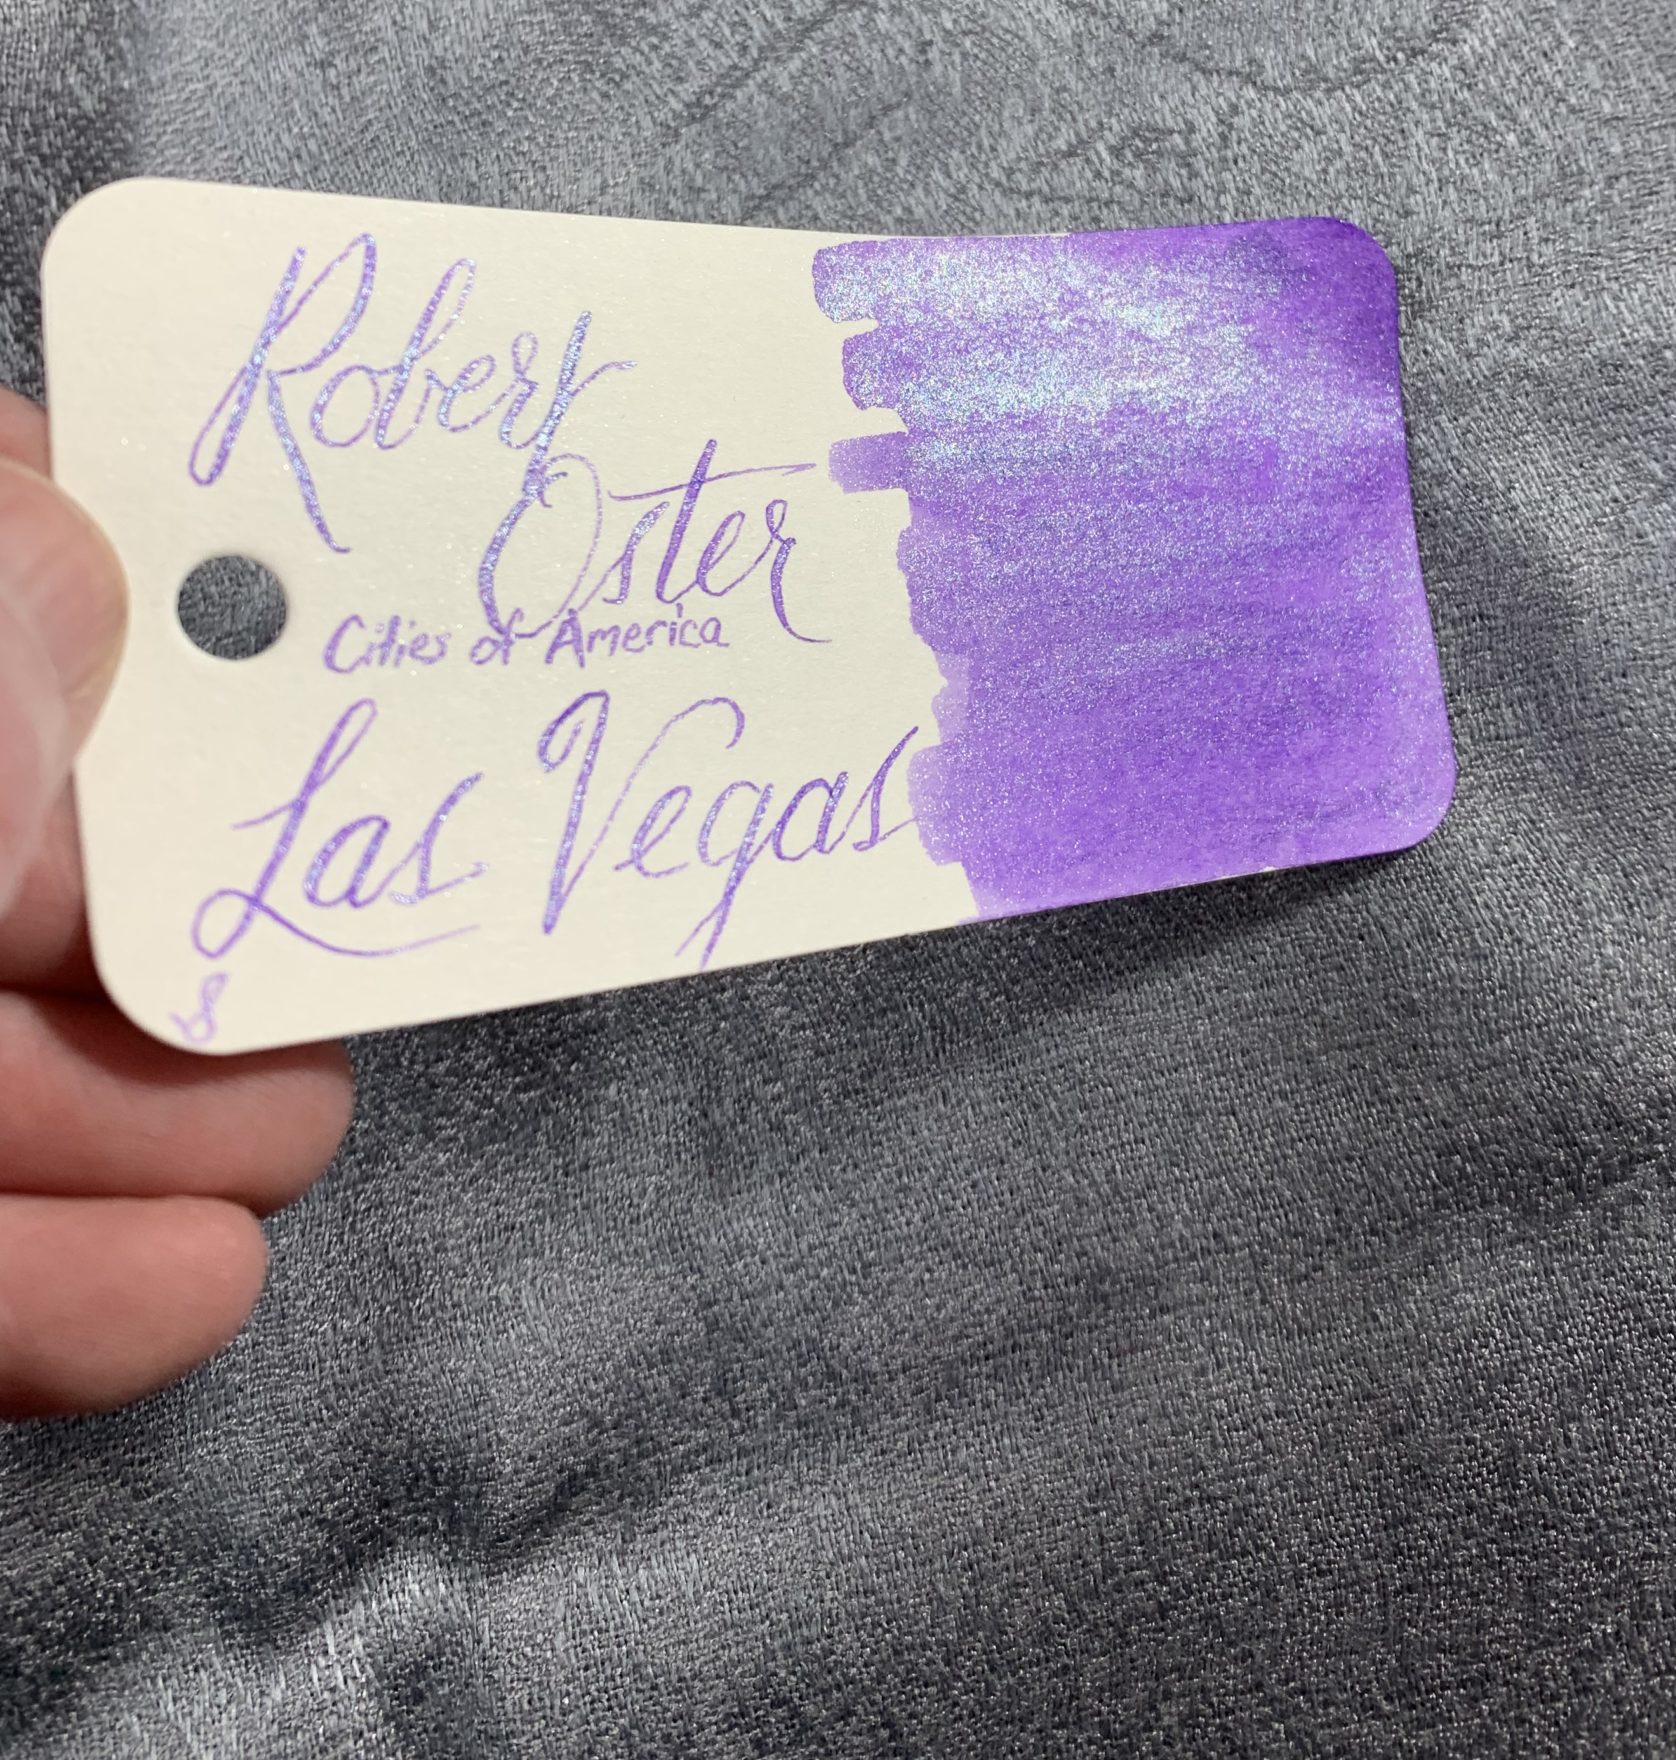 Robert
Oster
Cities of America
Las Vegas